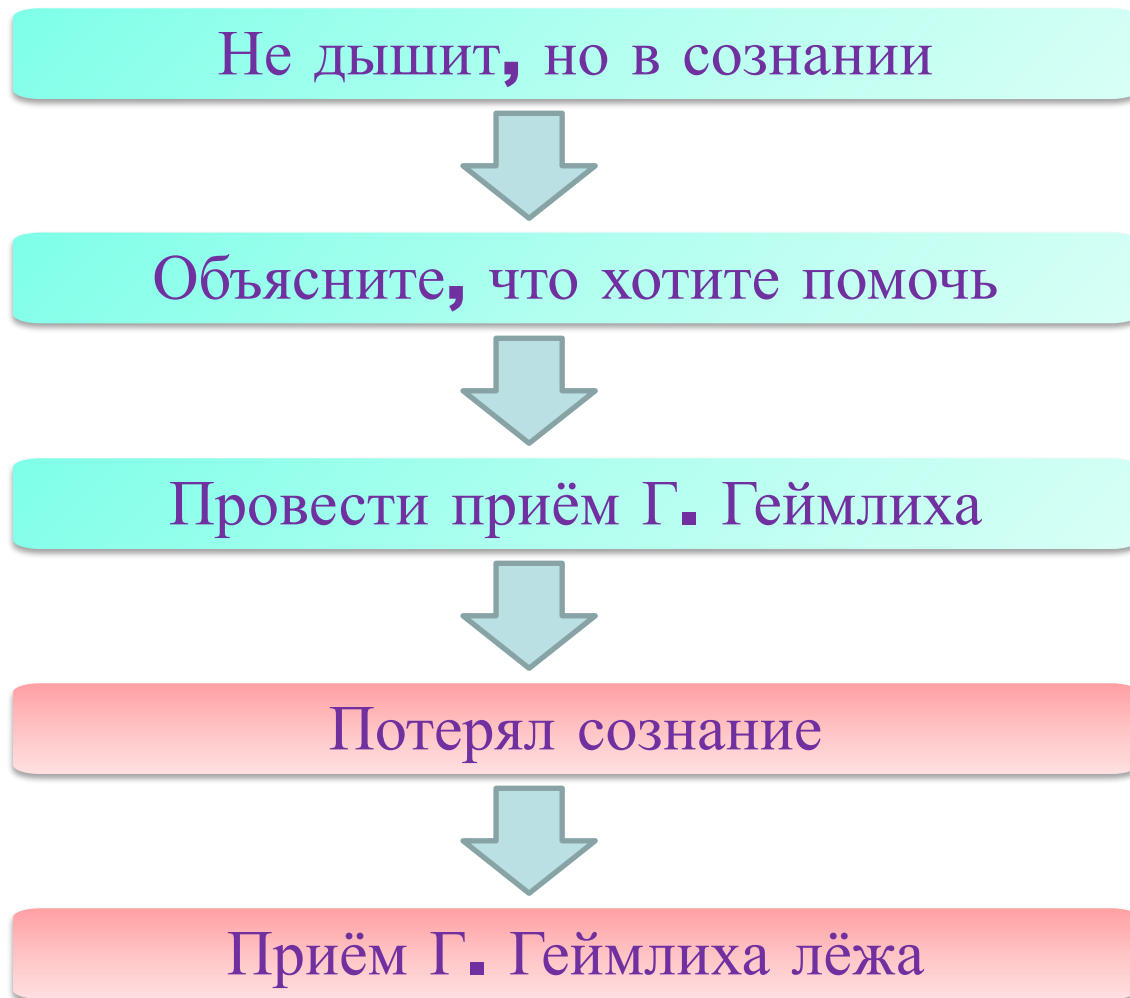 Не дышит, но в сознании
Объясните, что хотите помочь
Провести приём Г. Геймлиха
Потерял сознание
Приём Г. Геймлиха лёжа